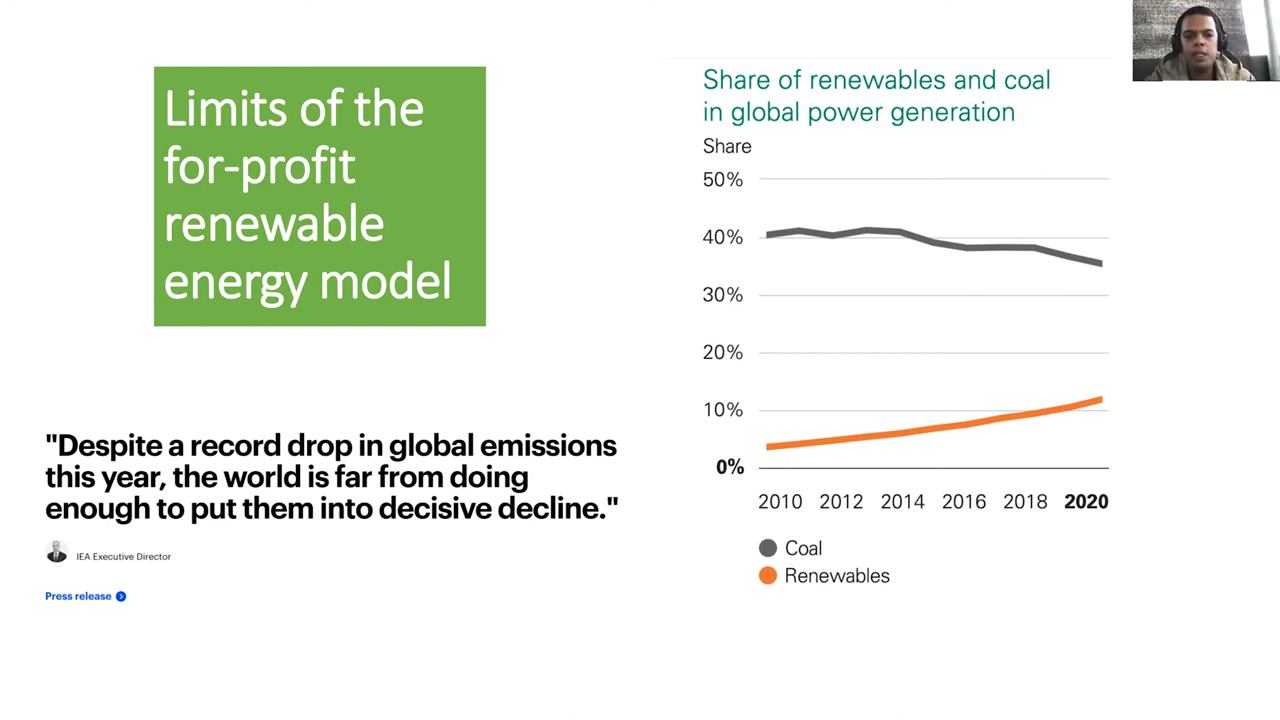 Limits of the
for-profit
renewable
energy model
"Despite a record drop in global emissions
this year, the world is far from doing
enough to put them into decisive decline."
IEA Executive Director
Press release
Share of renewables and coal
in global power generation
Share
50%
40%
30%
20%
10%
0%
2010 2012 2014 2016 2018 2020
Coal
Renewables